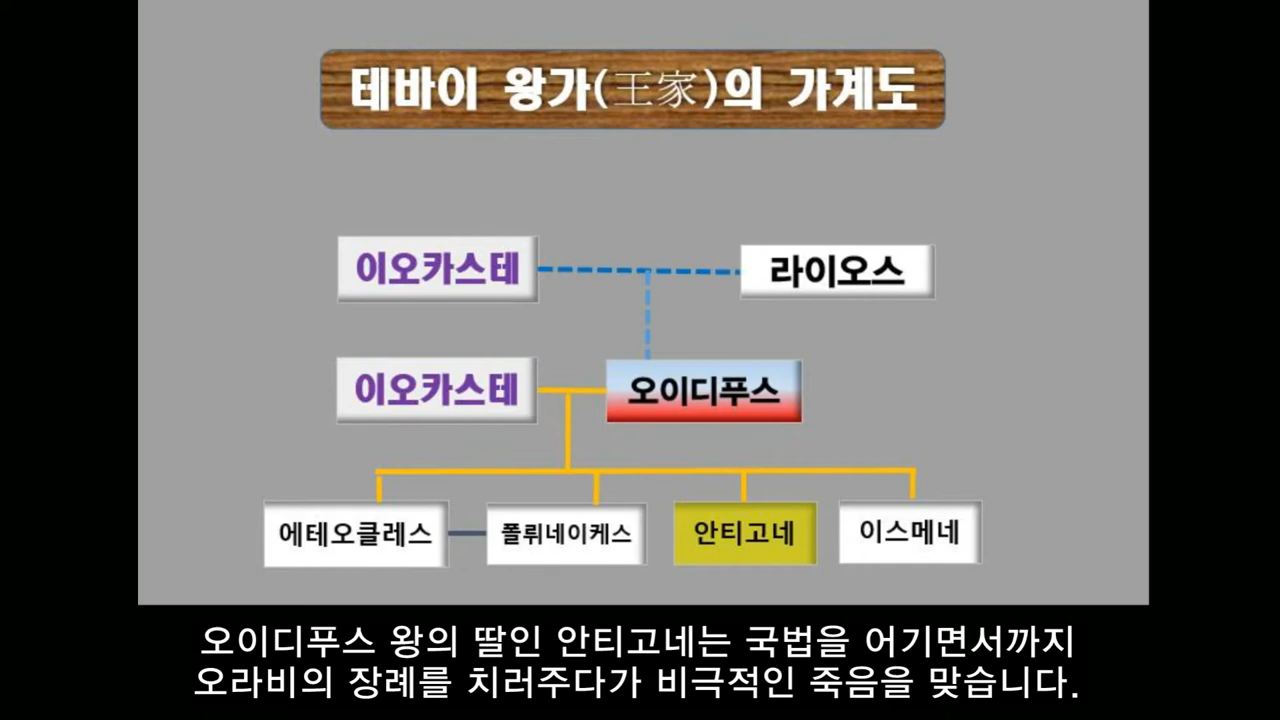 테바이 왕가(王家)의 가계도
이오카스테
라이오스
이오카스테
오이디푸스
에테오클레스
폴뤼네이케스
안티고네
이스메네
오이디푸스 왕의 딸인 안티고네는 국법을 어기면서까지
오라비의 장례를 치러주다가 비극적인 죽음을 맞습니다.